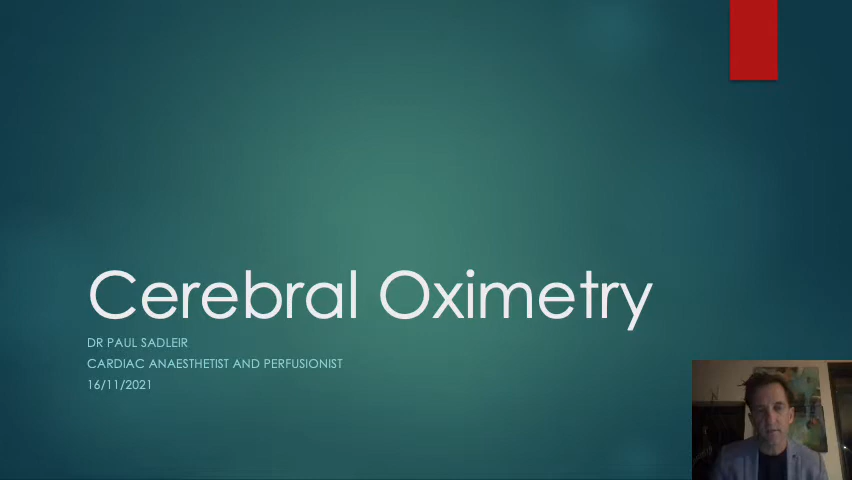 Cerebral Oximetry
DR PAUL SADLEIR
CARDIAC ANAESTHETIST AND PERFUSIONIST
16/11/2021